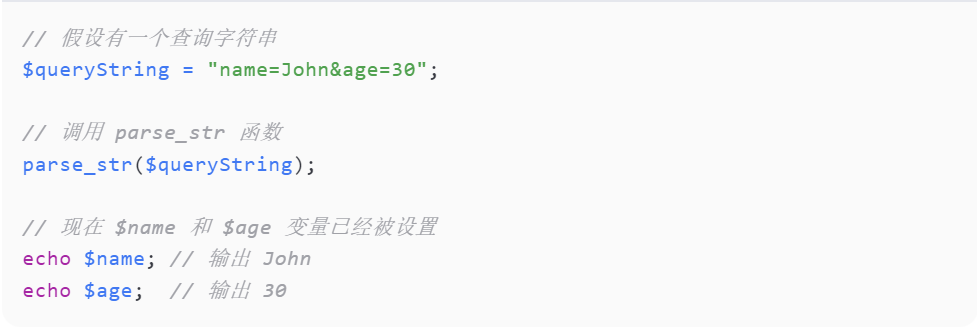 // 假设有一个查询字符串
$queryString = "name=John&age=30";
// 调用 parse_str 函数
parse_str($queryString);
// 现在 $name 和 $age 变量已经被设置
echo $name; // 输出 John
echo $age;  // 输出 30